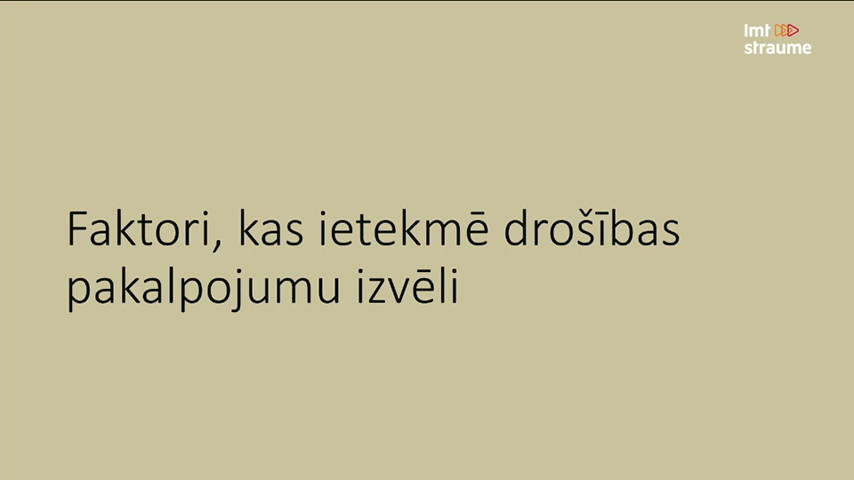 lmt
straume
Faktori, kas ietekmē drošības
pakalpojumu izvēli